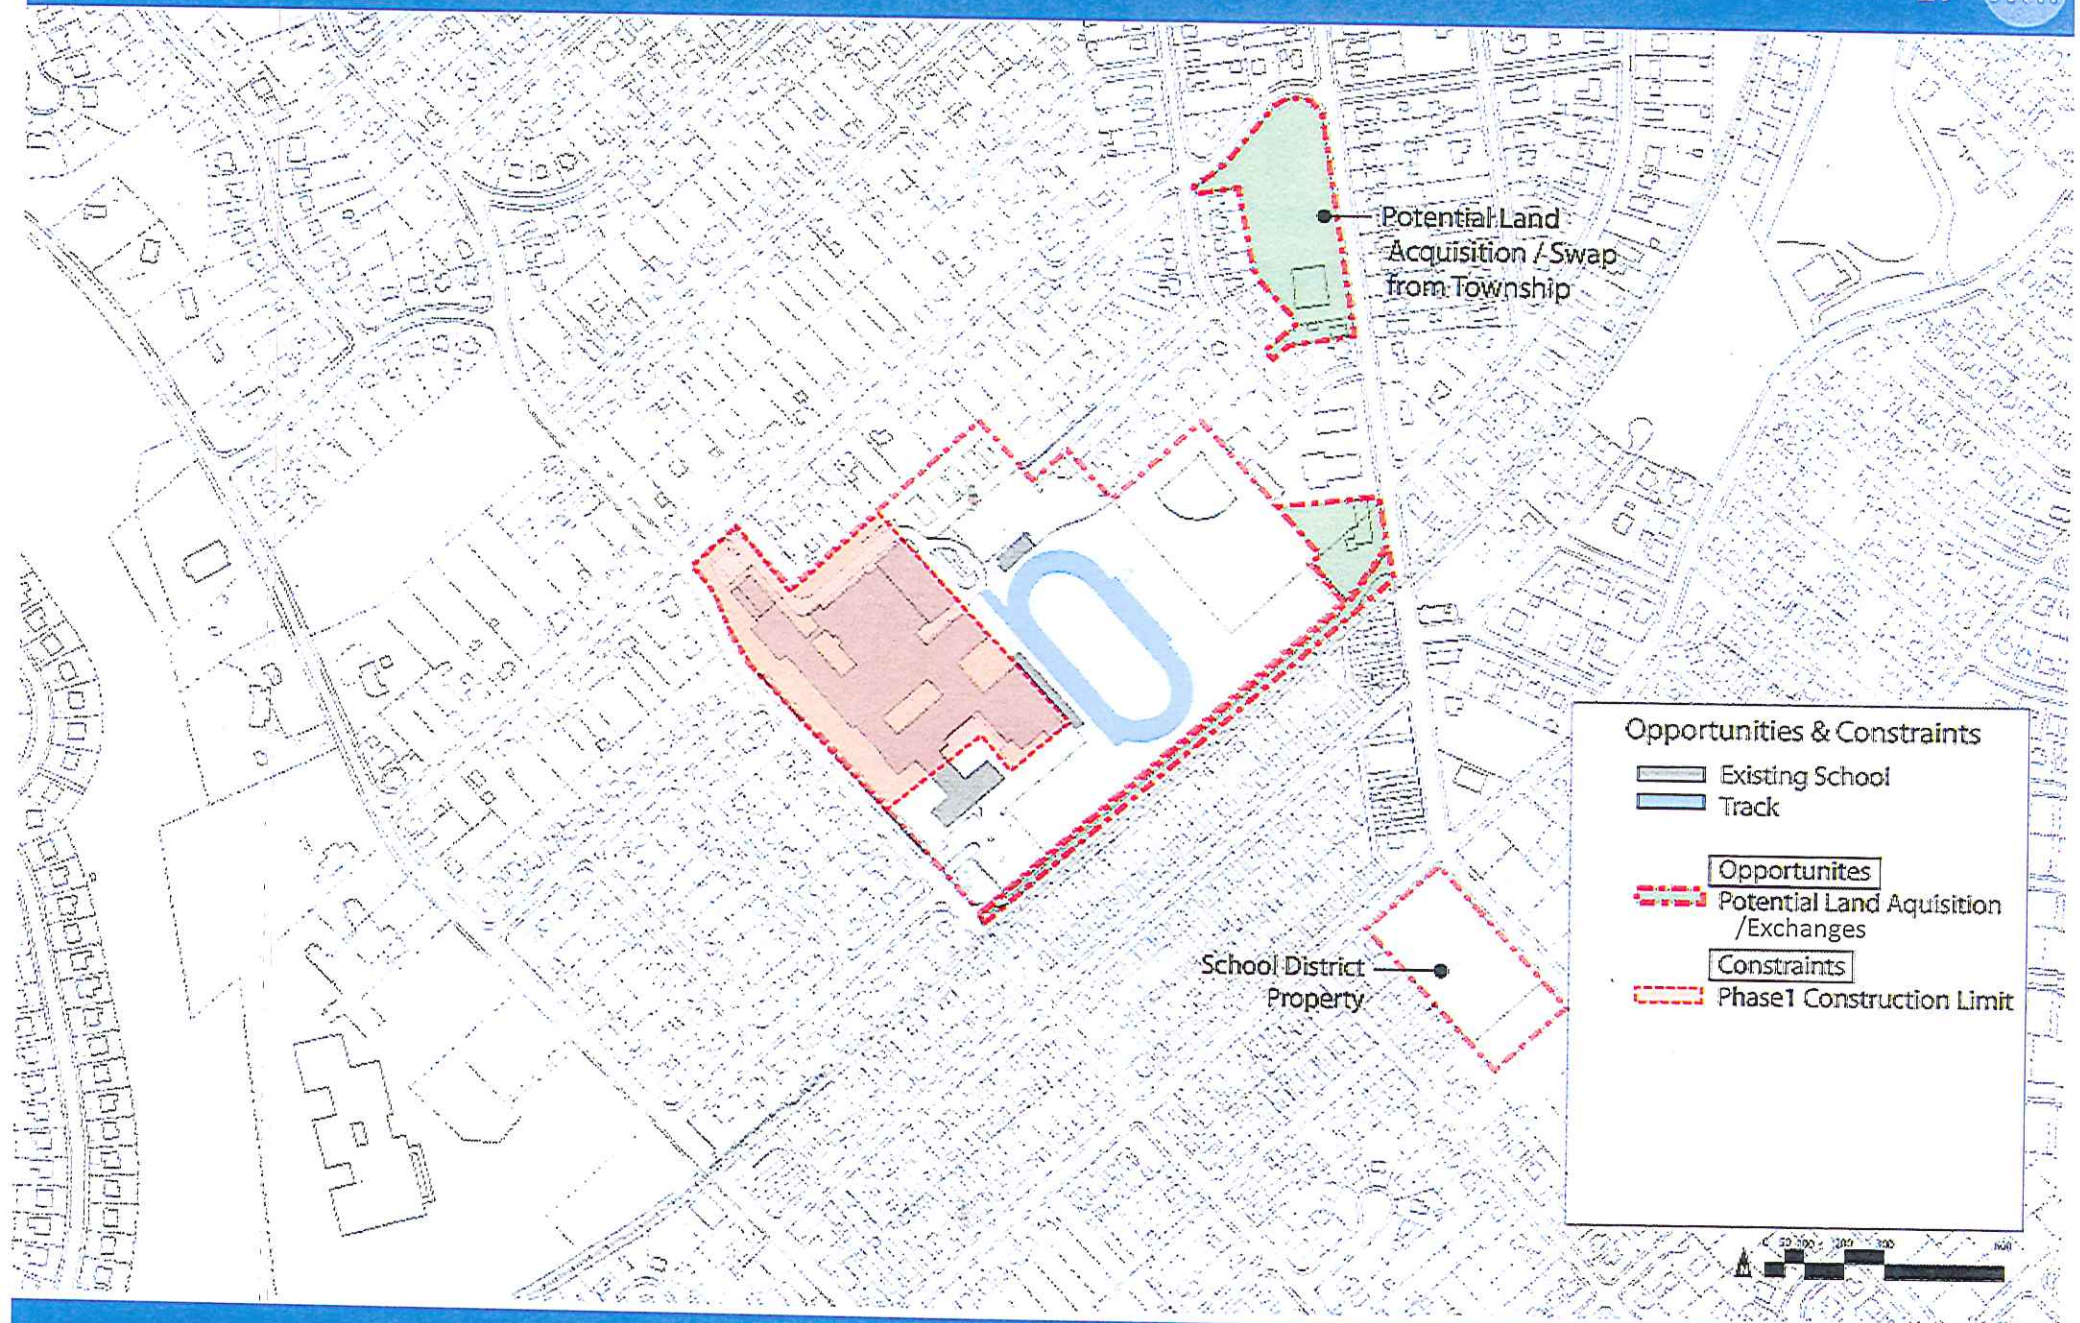 Potential Land
Acquisition / Swap
from Township
Opportunities & Constraints
Existing School
Track
Opportunites
Potential Land Aquisition
/Exchanges
Constraints
Phase1 Construction Limit
School District
Property